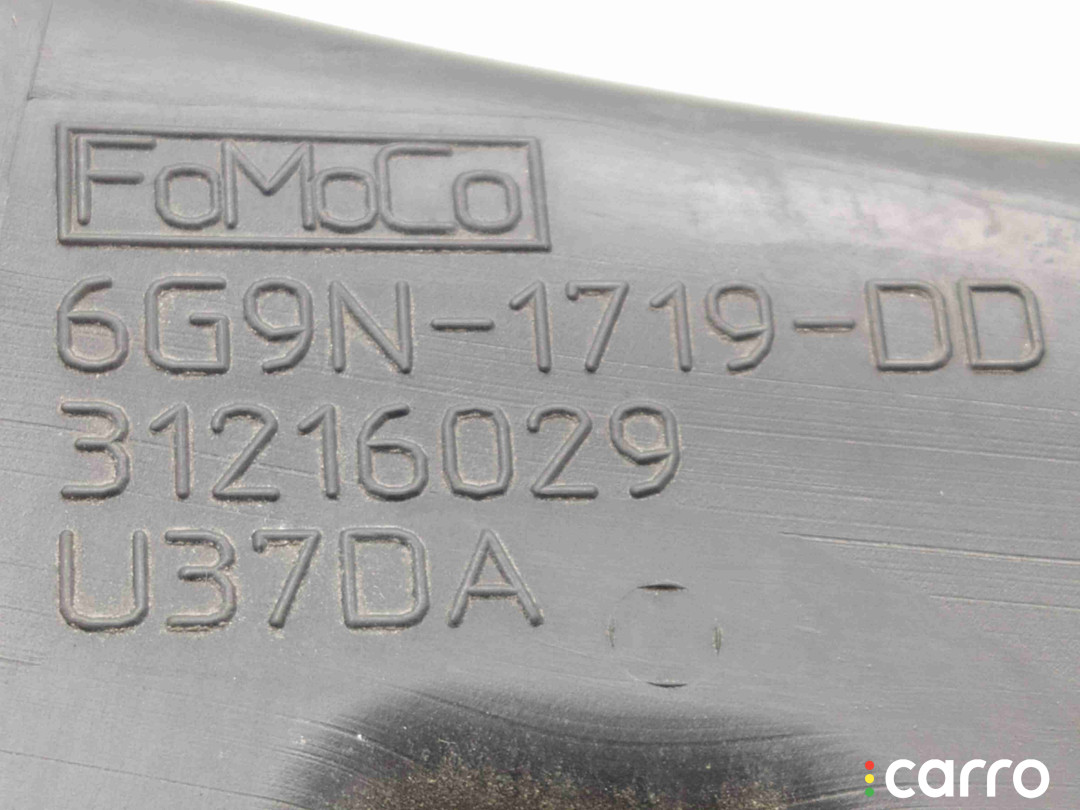 FoMoCo
6G9N-1719-DD
31216029
U37DA
carro